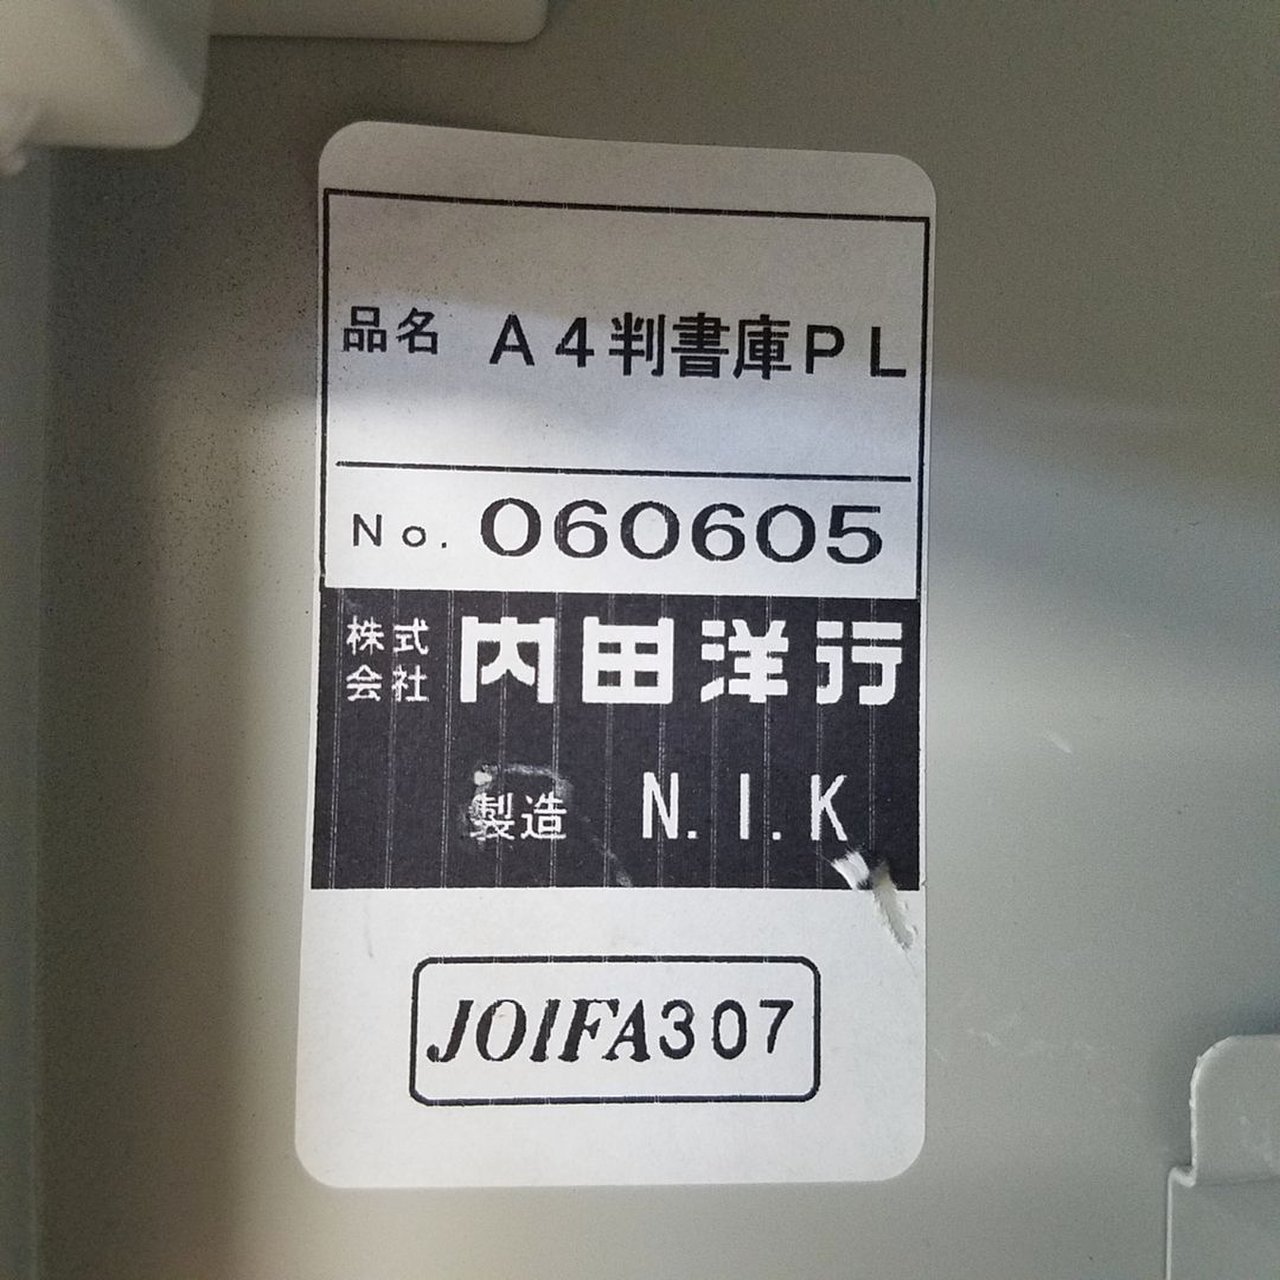 品名 A4判書庫PL
No. 060605
株式会社 内田洋行
製造 N.I.K
JOIFA307